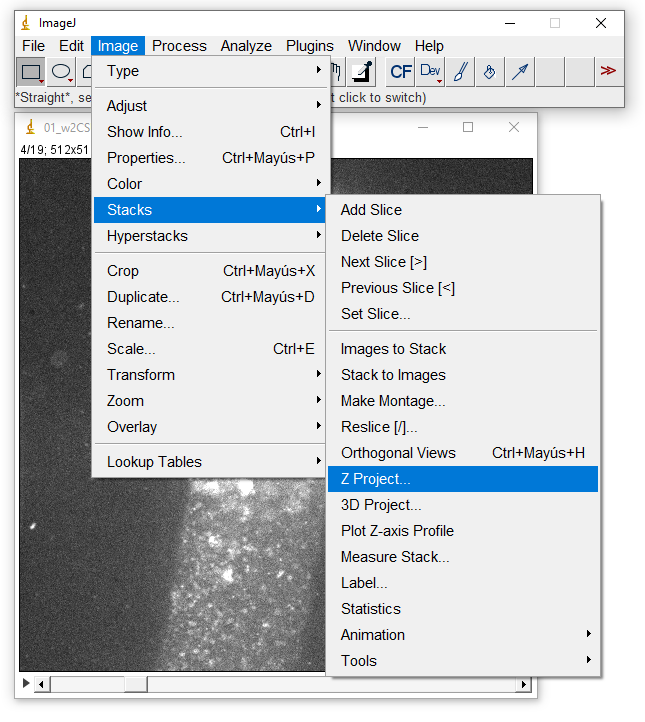 ImageJ
File Edit Image Process Analyze Plugins Window Help
CF Dev >>
*Straight*, se
t click to switch)
01_w2CS
4/19; 512x51
Type
Adjust
Show Info... Ctrl+I
Properties... Ctrl+Mayús+P
Color
Stacks
Hyperstacks
Crop Ctrl+Mayús+X
Duplicate... Ctrl+Mayús+D
Rename...
Scale... Ctrl+E
Transform
Zoom
Overlay
Lookup Tables
Add Slice
Delete Slice
Next Slice [>]
Previous Slice [<]
Set Slice...
Images to Stack
Stack to Images
Make Montage...
Reslice [/]...
Orthogonal Views Ctrl+Mayús+H
Z Project...
3D Project...
Plot Z-axis Profile
Measure Stack...
Label...
Statistics
Animation
Tools